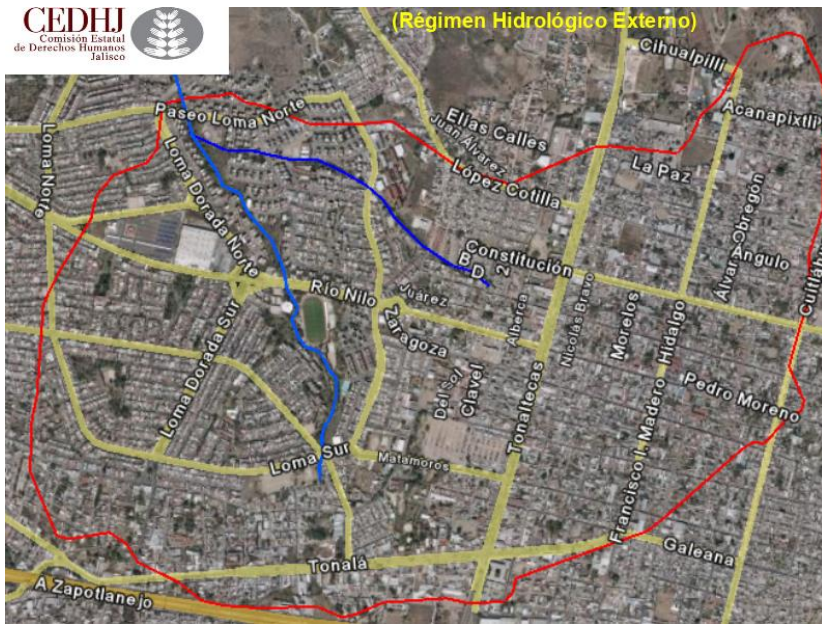 CEDHJ
Comisión Estatal
de Derechos Humanos
Jalisco
(Régimen Hidrológico Externo)
Cihualpilli
Paseo Loma Norte
Elías Calles
Juan Álvarez
Acanapixtli
Loma Norte
Loma Dorada Norte
López Cotilla
La Paz
Álvaro Obregón
Constitución
B
D
2
Angulo
Río Nilo
Juárez
Zaragoza
Alberca
Nicolás Bravo
Morelos
Hidalgo
Loma Dorada Sur
Del Sol
Clavel
Tonaltecas
Francisco I. Madero
Pedro Moreno
Loma Sur
Matamoros
Galeana
Tonalá
A Zapotlanejo